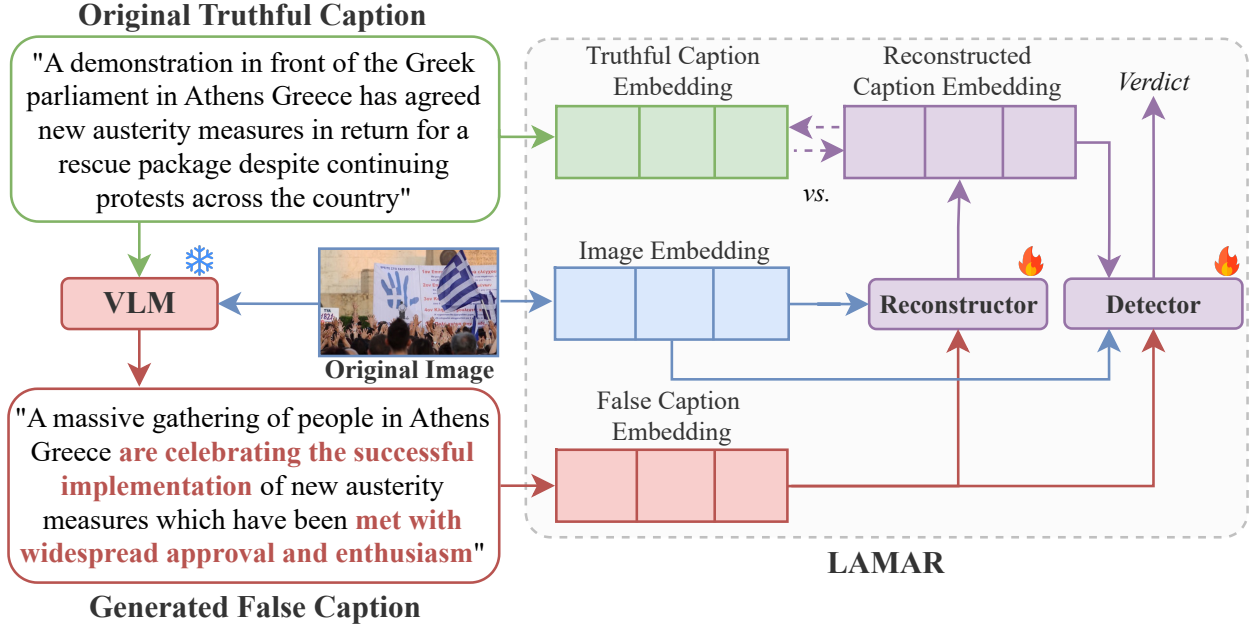 Original Truthful Caption
"A demonstration in front of the Greek
parliament in Athens Greece has agreed
new austerity measures in return for a
rescue package despite continuing
protests across the country"
VLM
Original Image
"A massive gathering of people in Athens
Greece are celebrating the successful
implementation of new austerity
measures which have been met with
widespread approval and enthusiasm"
Generated False Caption
Truthful Caption
Embedding
Reconstructed
Caption Embedding
Verdict
vs.
Image Embedding
Reconstructor
Detector
False Caption
Embedding
LAMAR